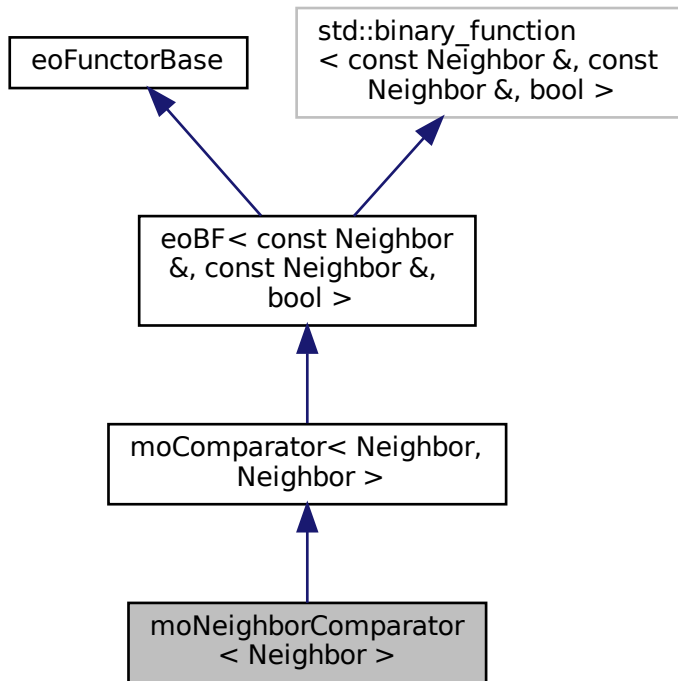 eoFunctorBase
std::binary_function
< const Neighbor &, const
Neighbor &, bool >
eoBF< const Neighbor
&, const Neighbor &,
bool >
moComparator< Neighbor,
Neighbor >
moNeighborComparator
< Neighbor >